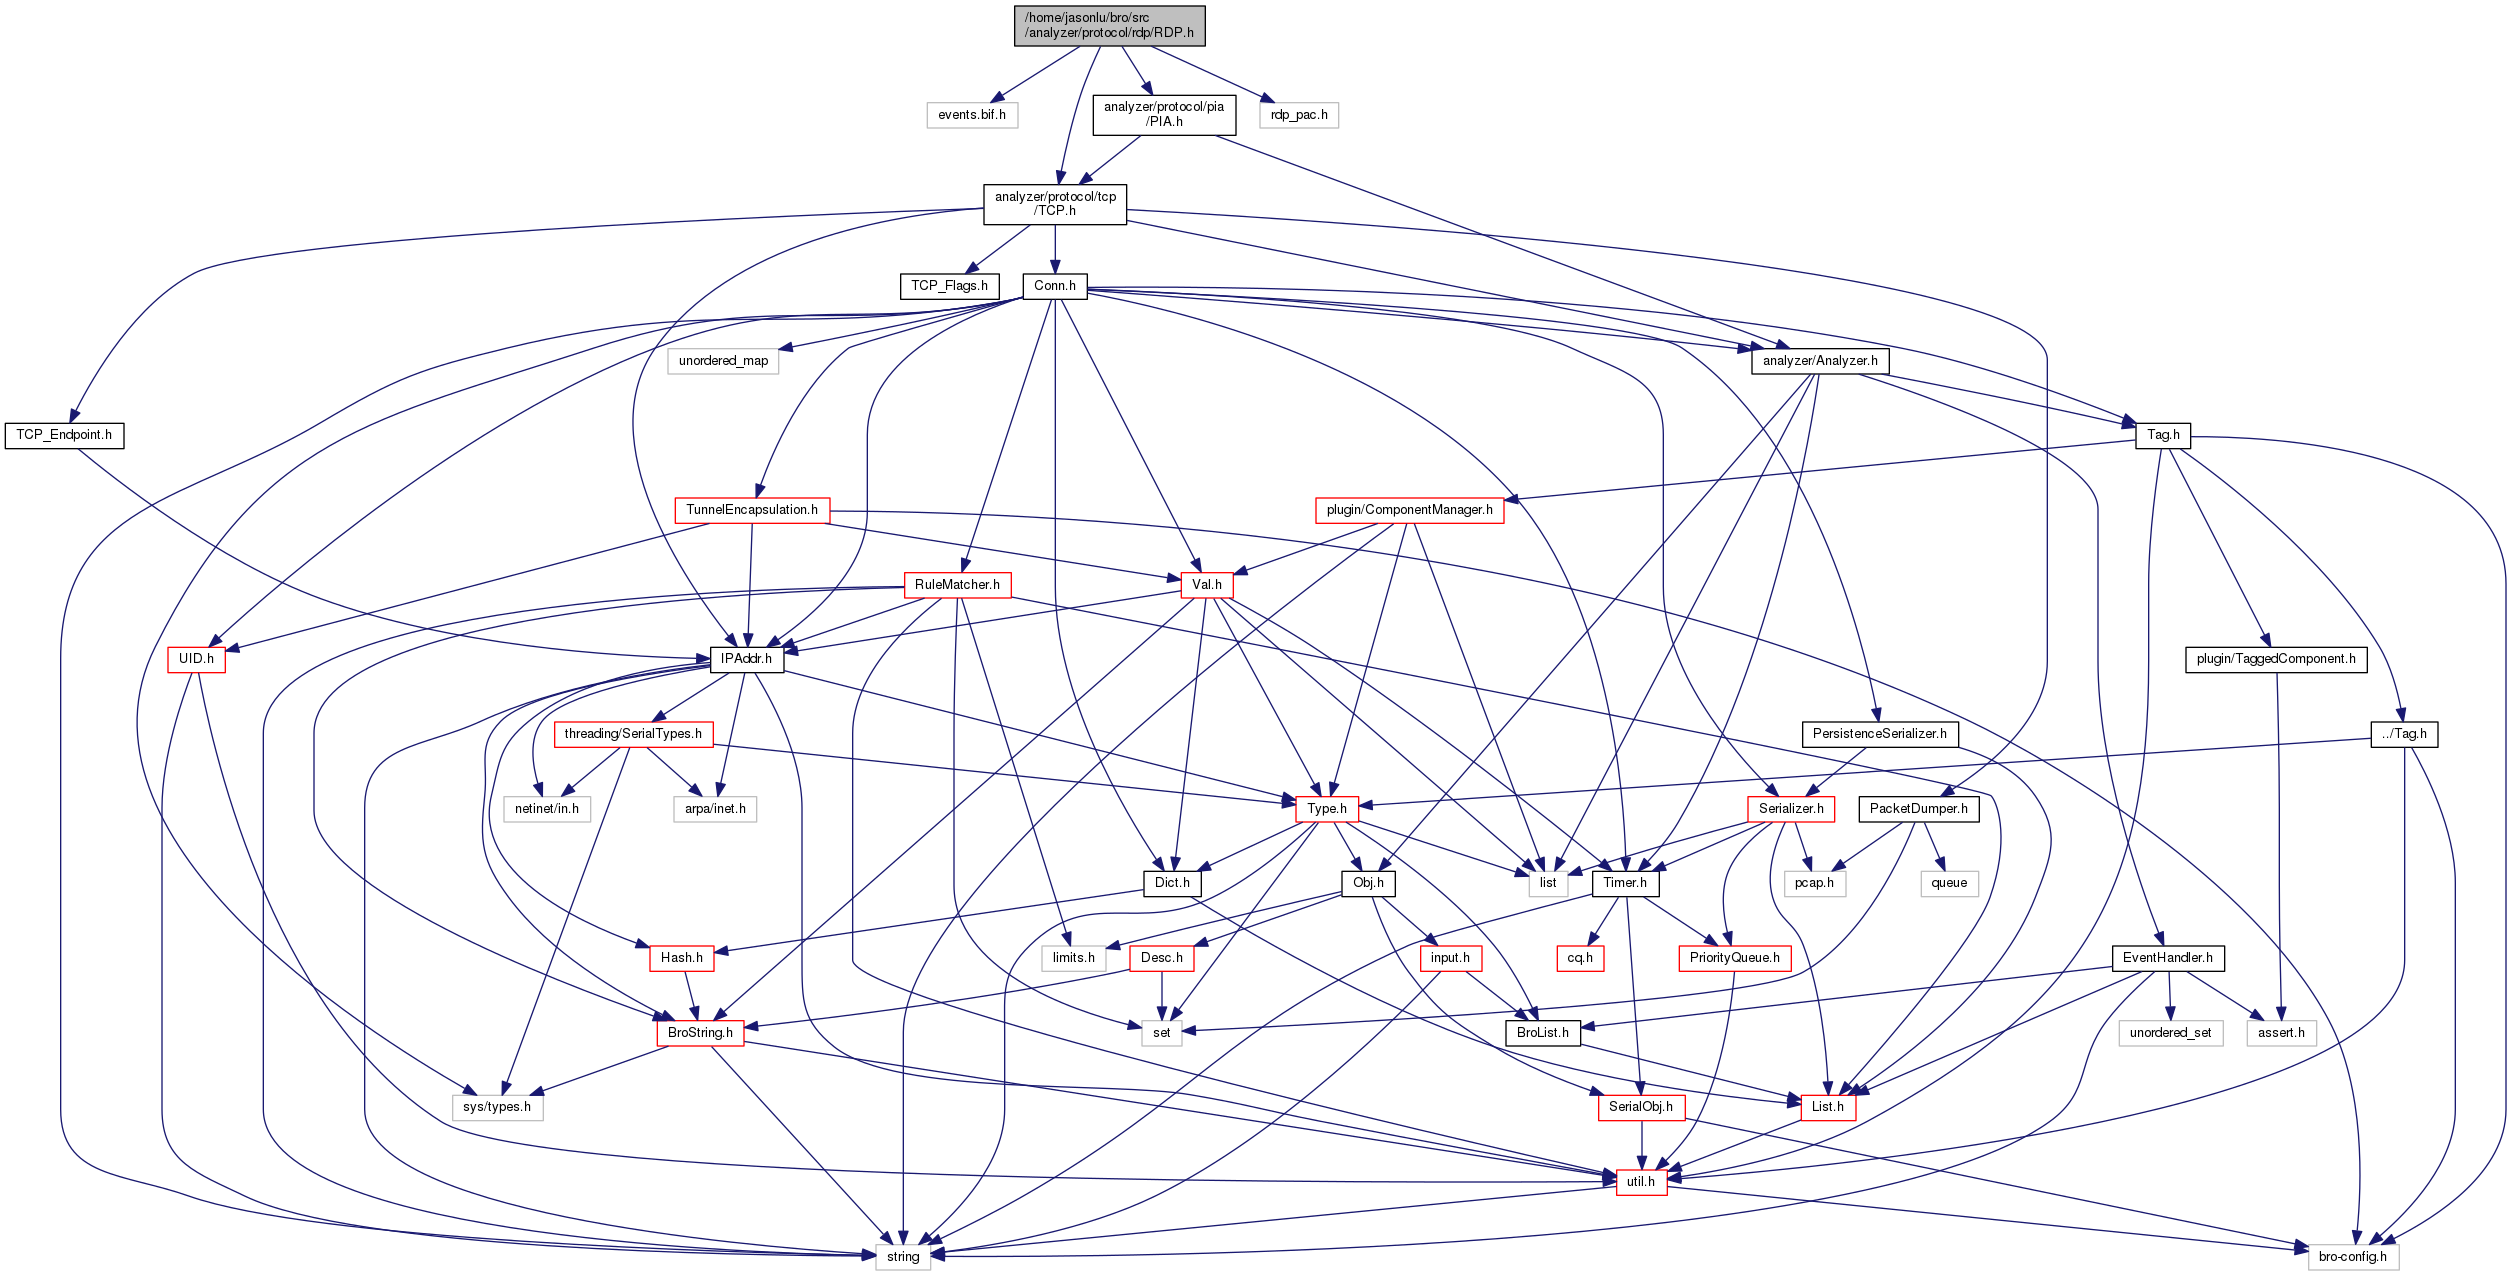 /home/jasonlu/bro/src
/analyzer/protocol/rdp/RDP.h
events.bif.h
analyzer/protocol/pia
/PIA.h
rdp_pac.h
analyzer/protocol/tcp
/TCP.h
TCP_Flags.h
Conn.h
unordered_map
analyzer/Analyzer.h
TCP_Endpoint.h
Tag.h
TunnelEncapsulation.h
plugin/ComponentManager.h
RuleMatcher.h
Val.h
UID.h
IPAddr.h
plugin/TaggedComponent.h
threading/SerialTypes.h
PersistenceSerializer.h
../Tag.h
netinet/in.h
arpa/inet.h
Type.h
Serializer.h
PacketDumper.h
Dict.h
Obj.h
list
Timer.h
pcap.h
queue
Hash.h
limits.h
Desc.h
input.h
cq.h
PriorityQueue.h
EventHandler.h
BroString.h
set
BroList.h
unordered_set
assert.h
sys/types.h
SerialObj.h
List.h
util.h
string
bro-config.h